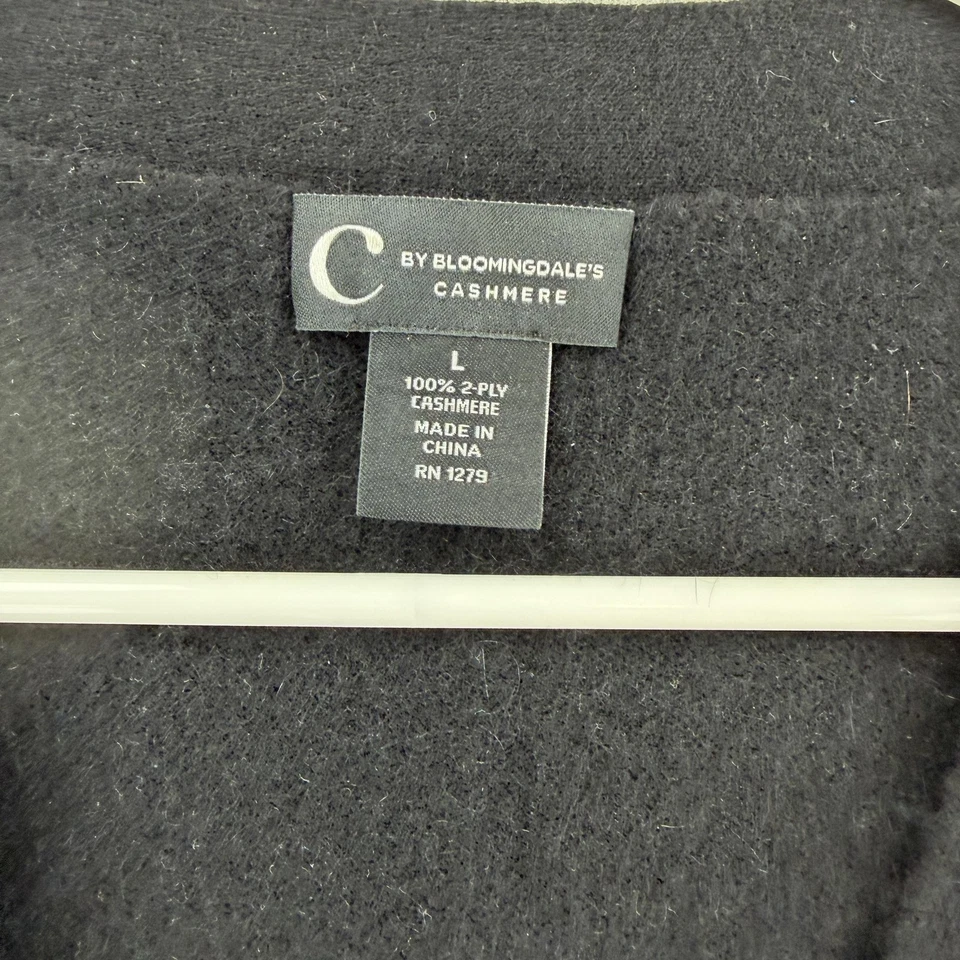 C BY BLOOMINGDALE'S
CASHMERE
L
100% 2-PLY
CASHMERE
MADE IN
CHINA
RN 1279